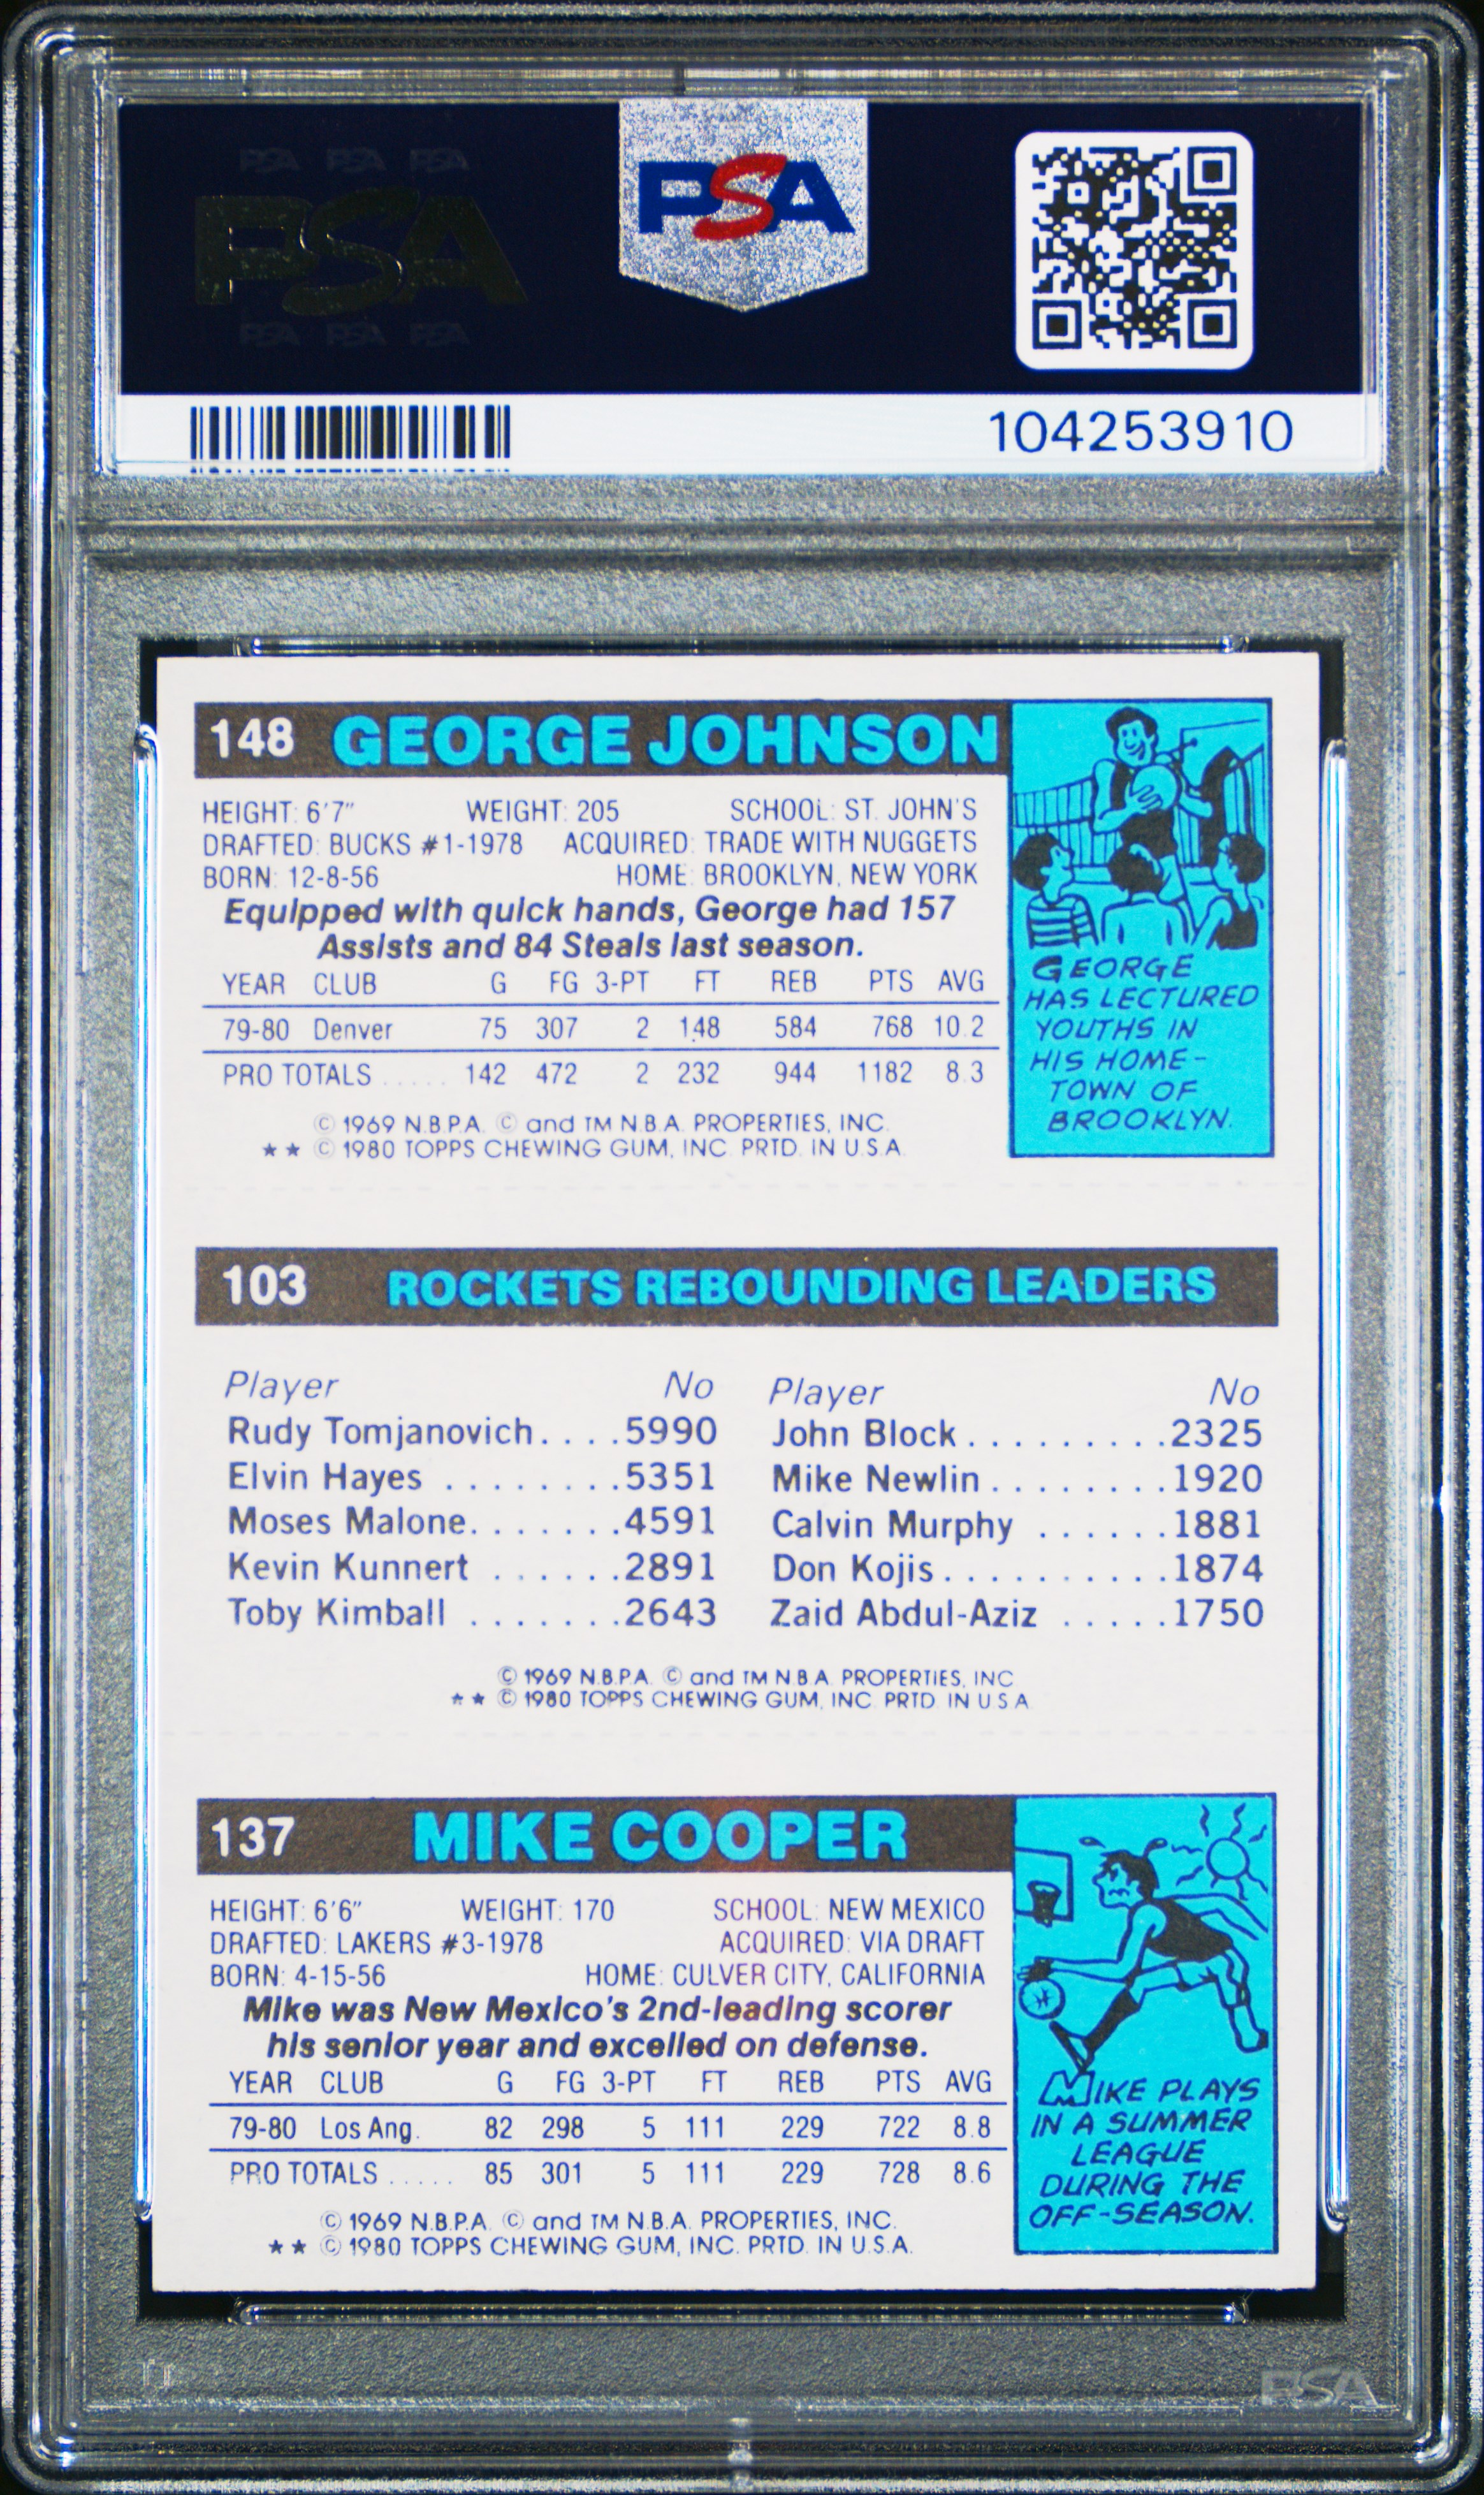 PSA PSA PSA
PSA
PSA PSA PSA
PSA
104253910
148 GEORGE JOHNSON
HEIGHT: 6'7" WEIGHT: 205 SCHOOL: ST. JOHN'S
DRAFTED: BUCKS #1-1978 ACQUIRED: TRADE WITH NUGGETS
BORN: 12-8-56 HOME: BROOKLYN, NEW YORK
Equipped with quick hands, George had 157
Assists and 84 Steals last season.
YEAR CLUB G FG 3-PT FT REB PTS AVG
79-80 Denver 75 307 2 148 584 768 10.2
PRO TOTALS ..... 142 472 2 232 944 1182 8.3
© 1969 N.B.P.A. © and TM N.B.A. PROPERTIES, INC.
★ ★ © 1980 TOPPS CHEWING GUM, INC. PRTD. IN U.S.A.
GEORGE
HAS LECTURED
YOUTHS IN
HIS HOME-
TOWN OF
BROOKLYN.
103 ROCKETS REBOUNDING LEADERS
Player No Player No
Rudy Tomjanovich....5990 John Block.........2325
Elvin Hayes ........5351 Mike Newlin........1920
Moses Malone.......4591 Calvin Murphy ......1881
Kevin Kunnert ......2891 Don Kojis..........1874
Toby Kimball .......2643 Zaid Abdul-Aziz .....1750
© 1969 N.B.P.A. © and TM N.B.A. PROPERTIES, INC
★ ★ © 1980 TOPPS CHEWING GUM, INC. PRTD. IN U S A
137 MIKE COOPER
HEIGHT: 6'6" WEIGHT: 170 SCHOOL: NEW MEXICO
DRAFTED: LAKERS #3-1978 ACQUIRED: VIA DRAFT
BORN: 4-15-56 HOME: CULVER CITY, CALIFORNIA
Mike was New Mexico's 2nd-leading scorer
his senior year and excelled on defense.
YEAR CLUB G FG 3-PT FT REB PTS AVG
79-80 Los Ang. 82 298 5 111 229 722 8.8
PRO TOTALS ..... 85 301 5 111 229 728 8.6
© 1969 N.B.P.A. © and TM N.B.A. PROPERTIES, INC.
★ ★ © 1980 TOPPS CHEWING GUM, INC. PRTD. IN U.S.A.
MIKE PLAYS
IN A SUMMER
LEAGUE
DURING THE
OFF-SEASON.
PSA